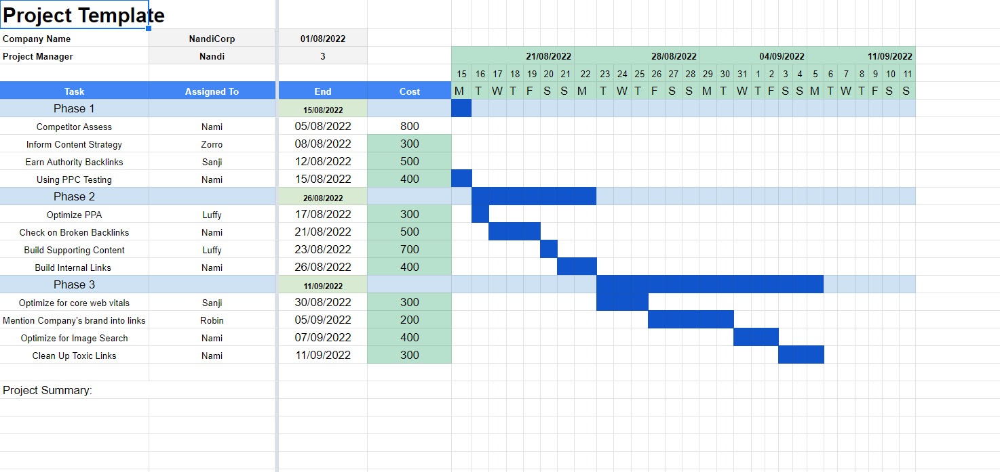 Project Template
Company Name NandiCorp 01/08/2022
Project Manager Nandi 3 21/08/2022 28/08/2022 04/09/2022 11/09/2022
15 16 17 18 19 20 21 22 23 24 25 26 27 28 29 30 31 1 2 3 4 5 6 7 8 9 10 11
Task Assigned To End Cost M T W T F S S M T W T F S S M T W T F S S M T W T F S S
Phase 1 15/08/2022
Competitor Assess Nami 05/08/2022 800
Inform Content Strategy Zorro 08/08/2022 300
Earn Authority Backlinks Sanji 12/08/2022 500
Using PPC Testing Nami 15/08/2022 400
Phase 2 26/08/2022
Optimize PPA Luffy 17/08/2022 300
Check on Broken Backlinks Nami 21/08/2022 500
Build Supporting Content Luffy 23/08/2022 700
Build Internal Links Nami 26/08/2022 400
Phase 3 11/09/2022
Optimize for core web vitals Sanji 30/08/2022 300
Mention Company's brand into links Robin 05/09/2022 200
Optimize for Image Search Nami 07/09/2022 400
Clean Up Toxic Links Nami 11/09/2022 300
Project Summary: